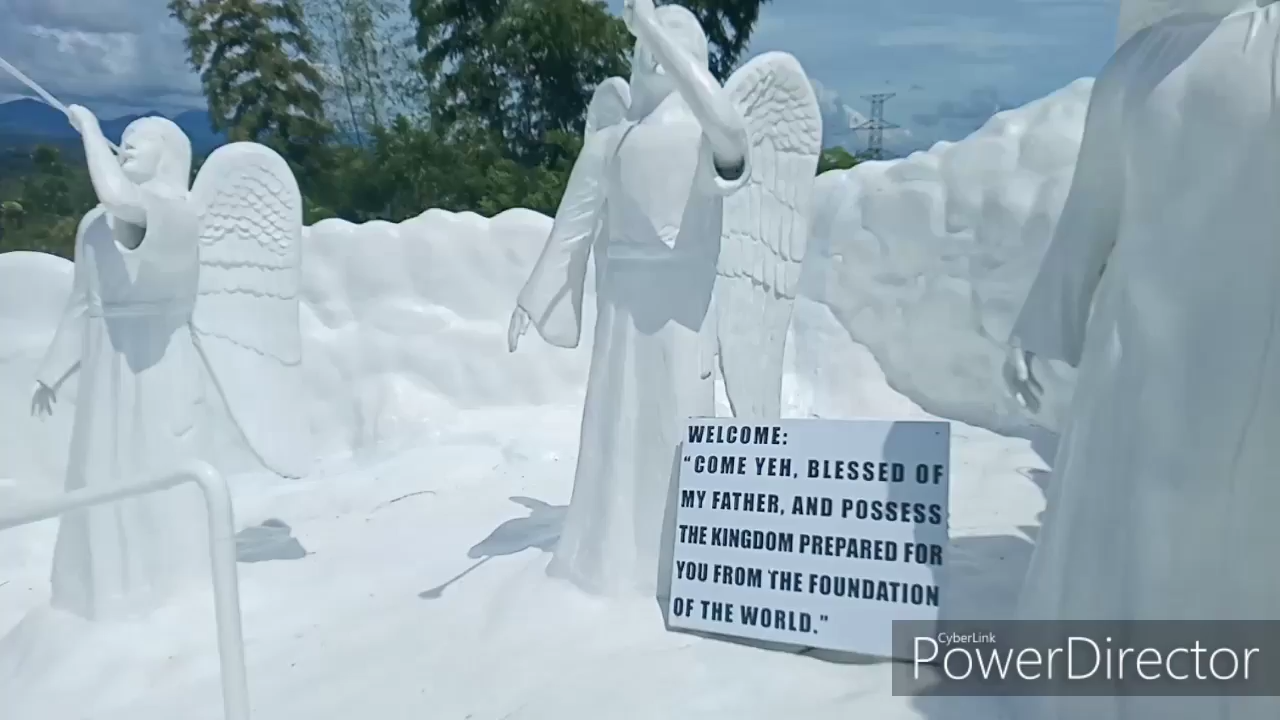 WELCOME:
"COME YEH, BLESSED OF
MY FATHER, AND POSSESS
THE KINGDOM PREPARED FOR
YOU FROM THE FOUNDATION
OF THE WORLD."
CyberLink
PowerDirector